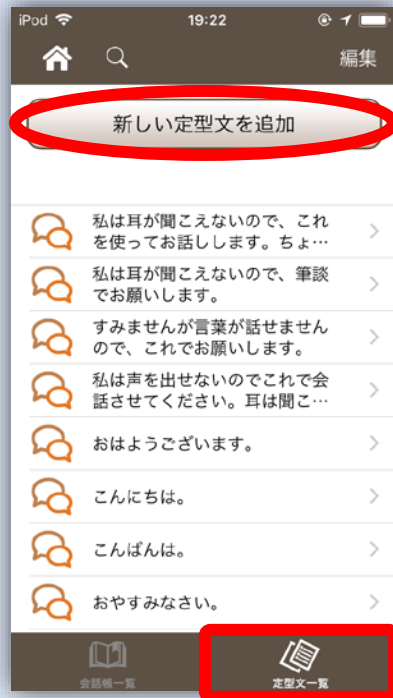 iPod 19:22
編集
新しい定型文を追加
私は耳が聞こえないので、これ
を使ってお話しします。ちょ…
私は耳が聞こえないので、筆談
でお願いします。
すみませんが言葉が話せません
ので、これでお願いします。
私は声を出せないのでこれで会
話させてください。耳は聞こ…
おはようございます。
こんにちは。
こんばんは。
おやすみなさい。
会話帳一覧 定型文一覧